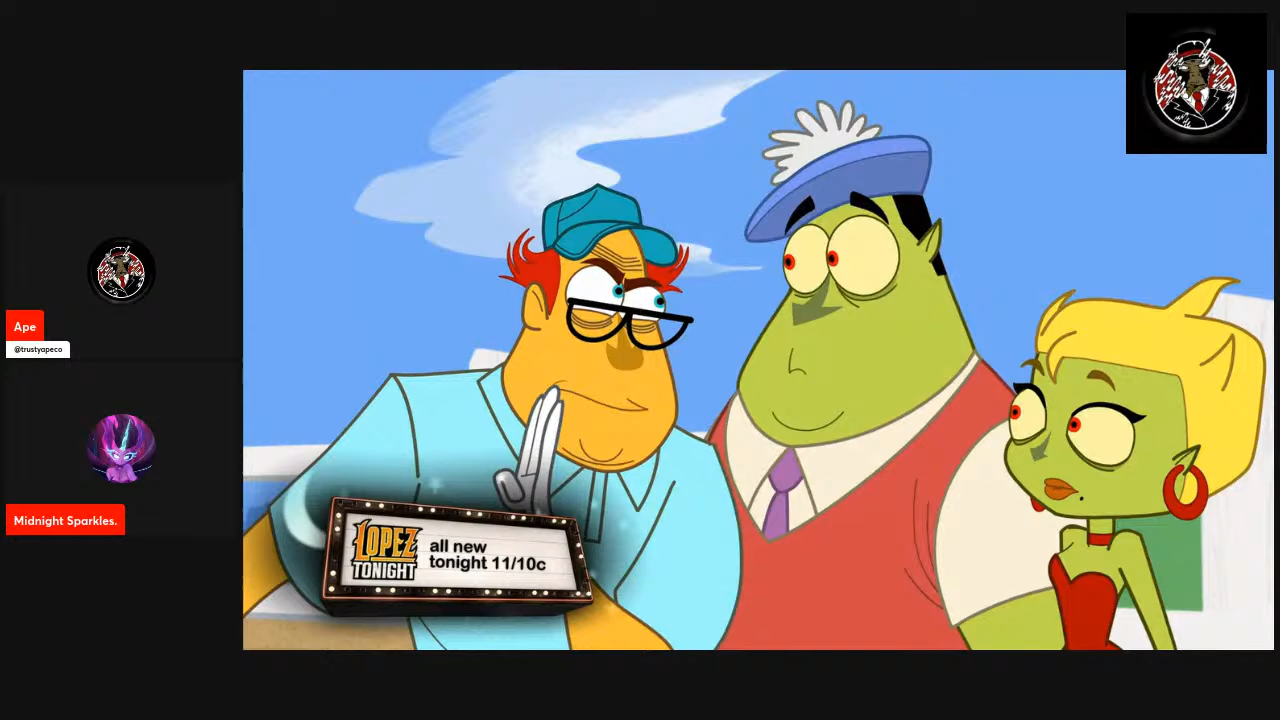 Ape
@trustyapeco
Midnight Sparkles.
LOPEZ
TONIGHT
all new
tonight 11/10c